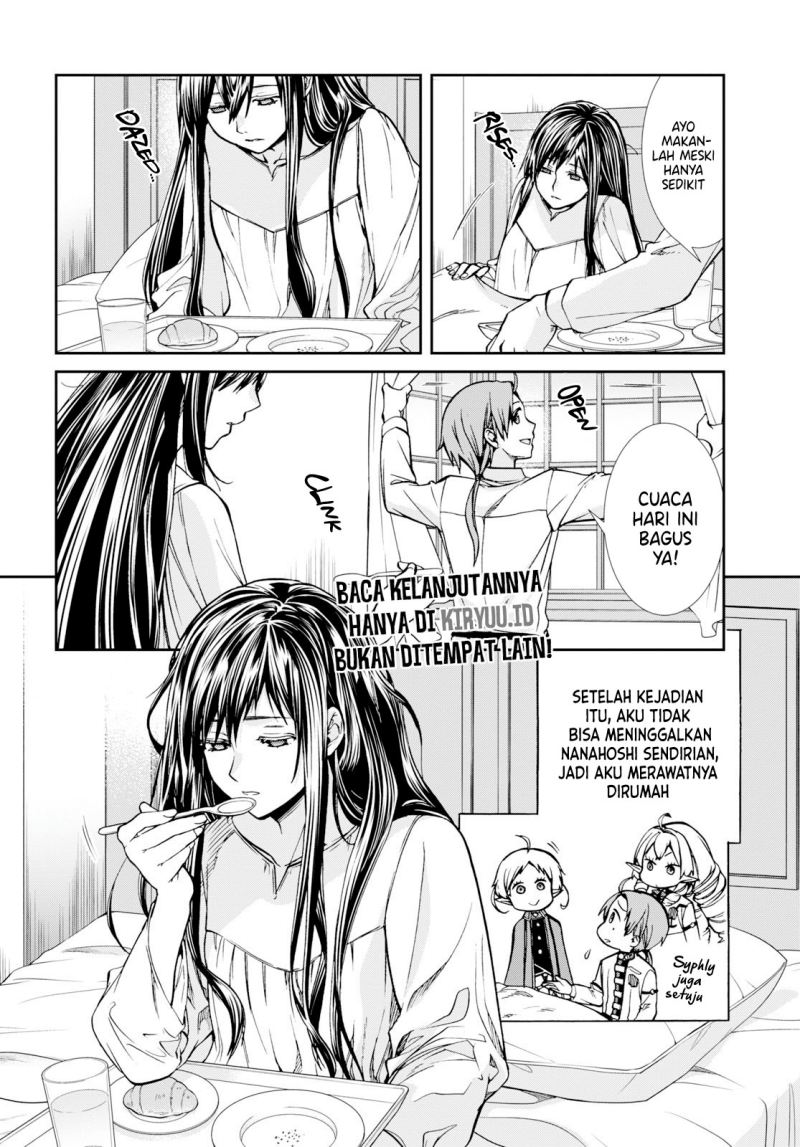 DAZED...
RISES...
AYO
MAKAN-
LAH MESKI
HANYA
SEDIKIT
CLINK
OPEN
CUACA
HARI INI
BAGUS
YA!
BACA KELANJUTANNYA
HANYA DI KIRYUU.ID
BUKAN DITEMPAT LAIN!
SETELAH KEJADIAN
ITU, AKU TIDAK
BISA MENINGGALKAN
NANAHOSHI SENDIRIAN,
JADI AKU MERAWATNYA
DIRUMAH
Syphly
juga
setuju